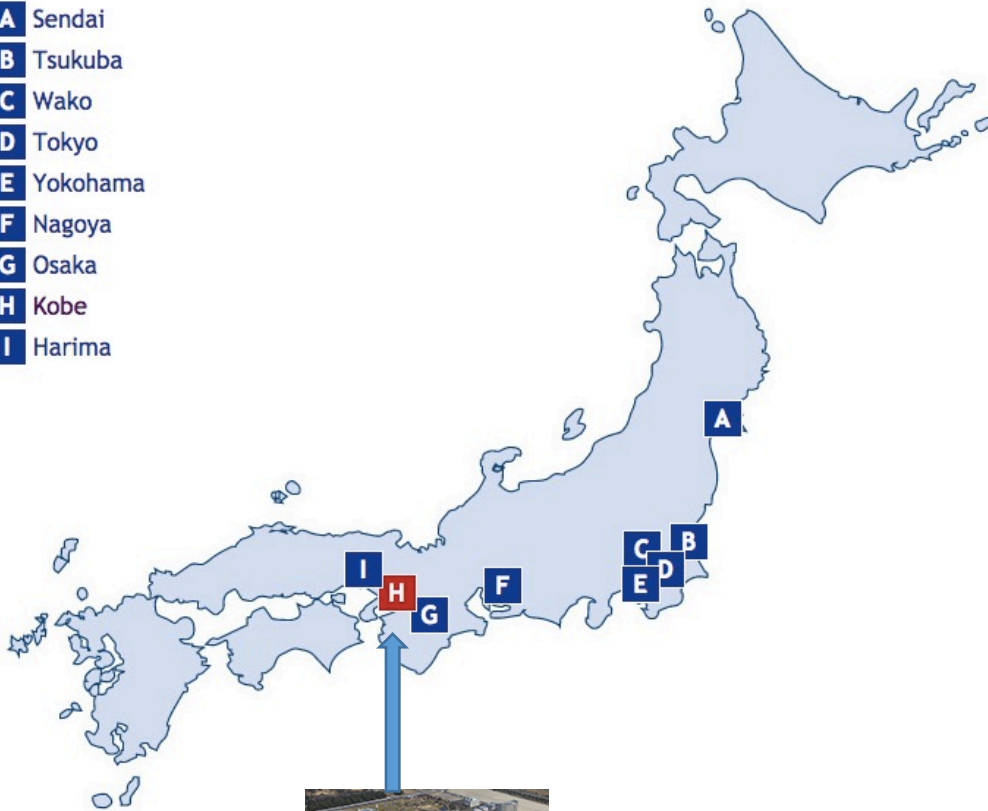 A Sendai
B Tsukuba
C Wako
D Tokyo
E Yokohama
F Nagoya
G Osaka
H Kobe
I Harima
A
C
B
D
E
I
H
F
G